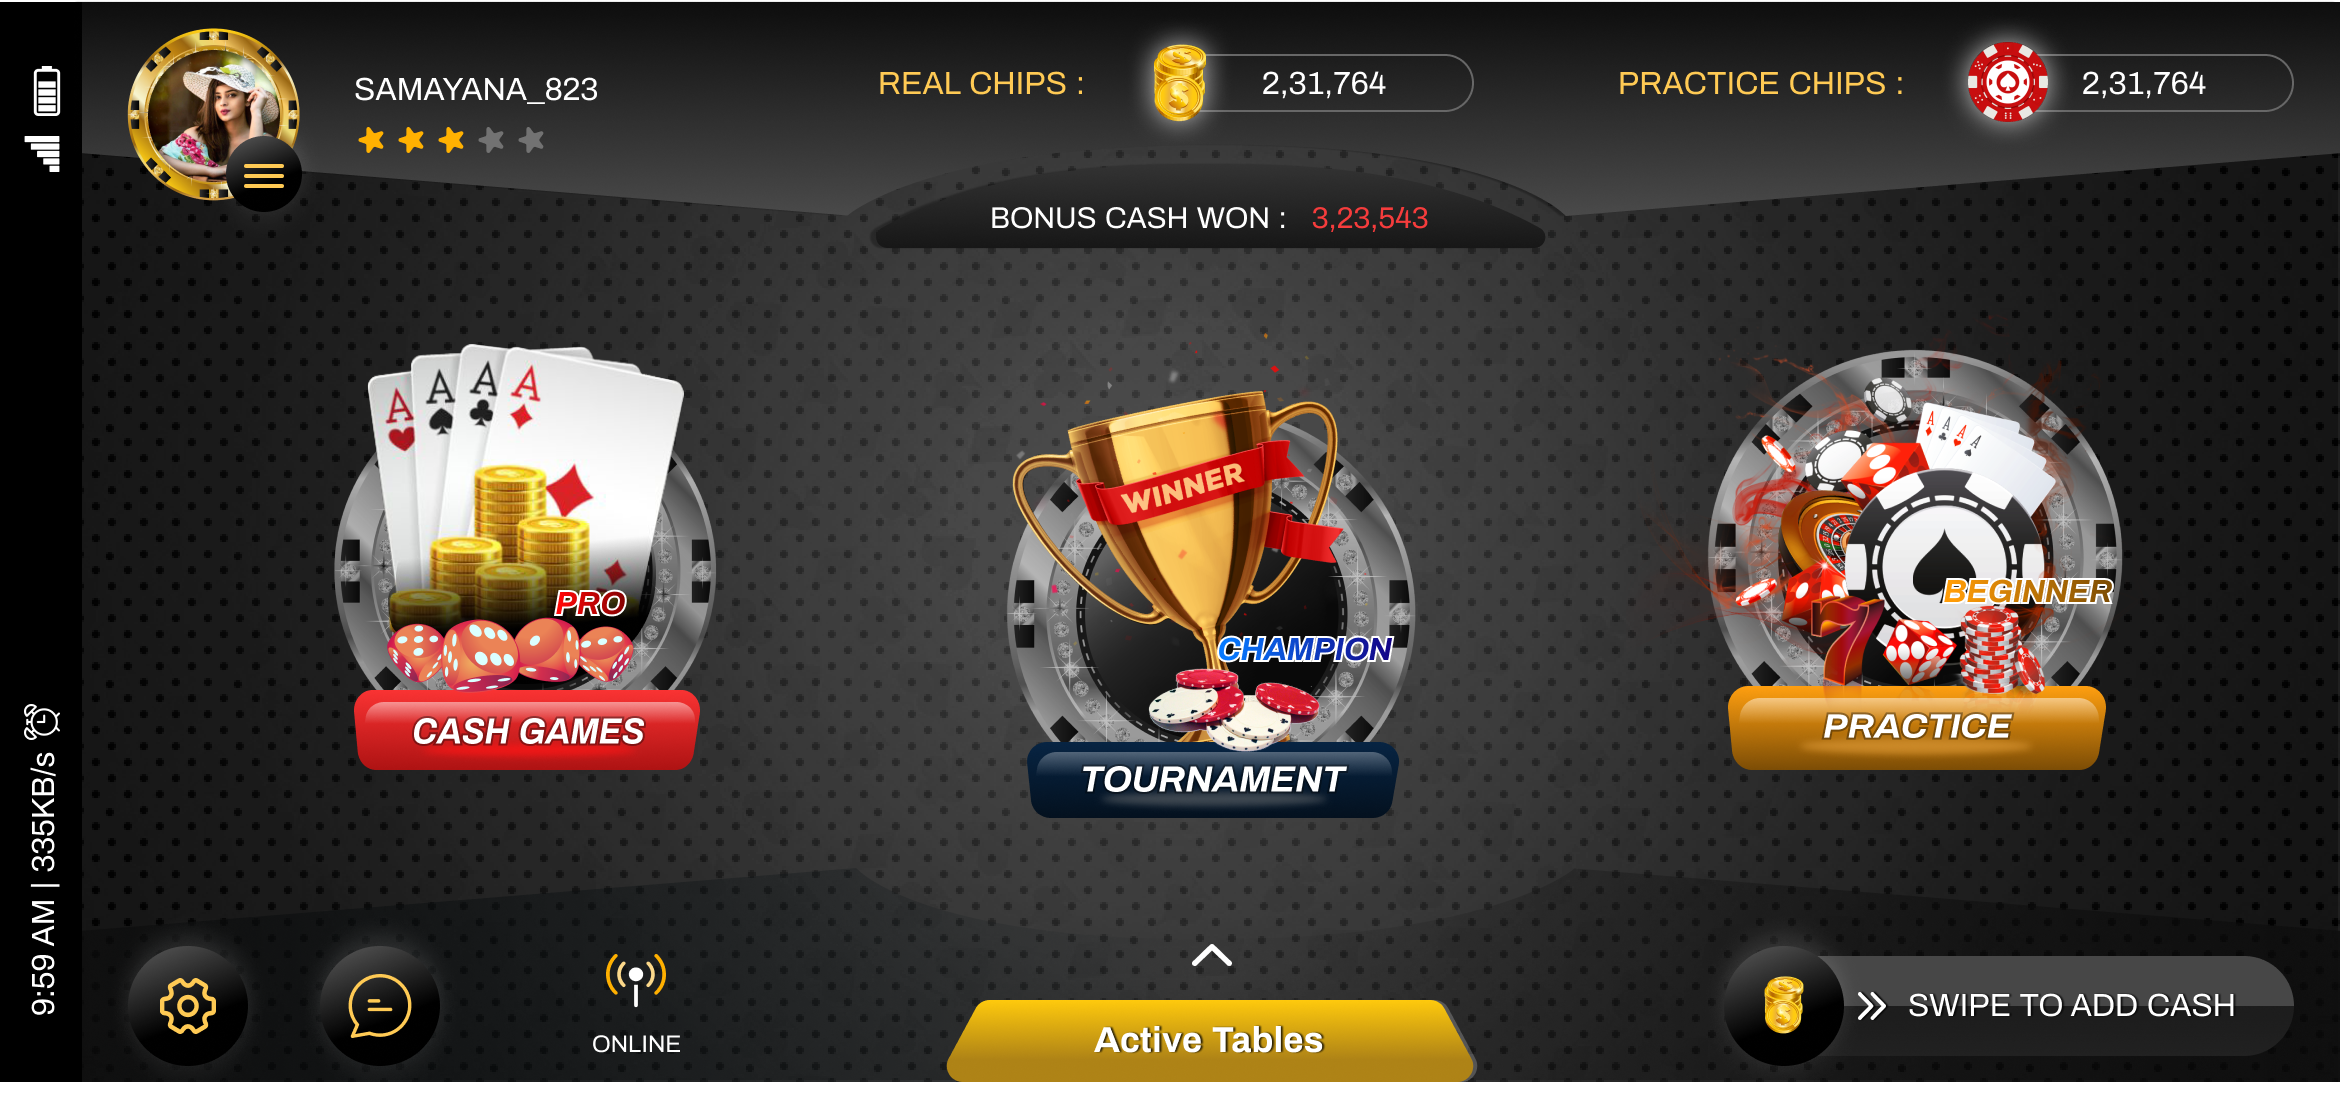 SAMAYANA_823
REAL CHIPS :
2,31,764
PRACTICE CHIPS :
2,31,764
BONUS CASH WON : 3,23,543
A A A A
PRO
CASH GAMES
WINNER
CHAMPION
TOURNAMENT
A A A A
BEGINNER
7
PRACTICE
9:59 AM | 335KB/s
ONLINE
Active Tables
SWIPE TO ADD CASH